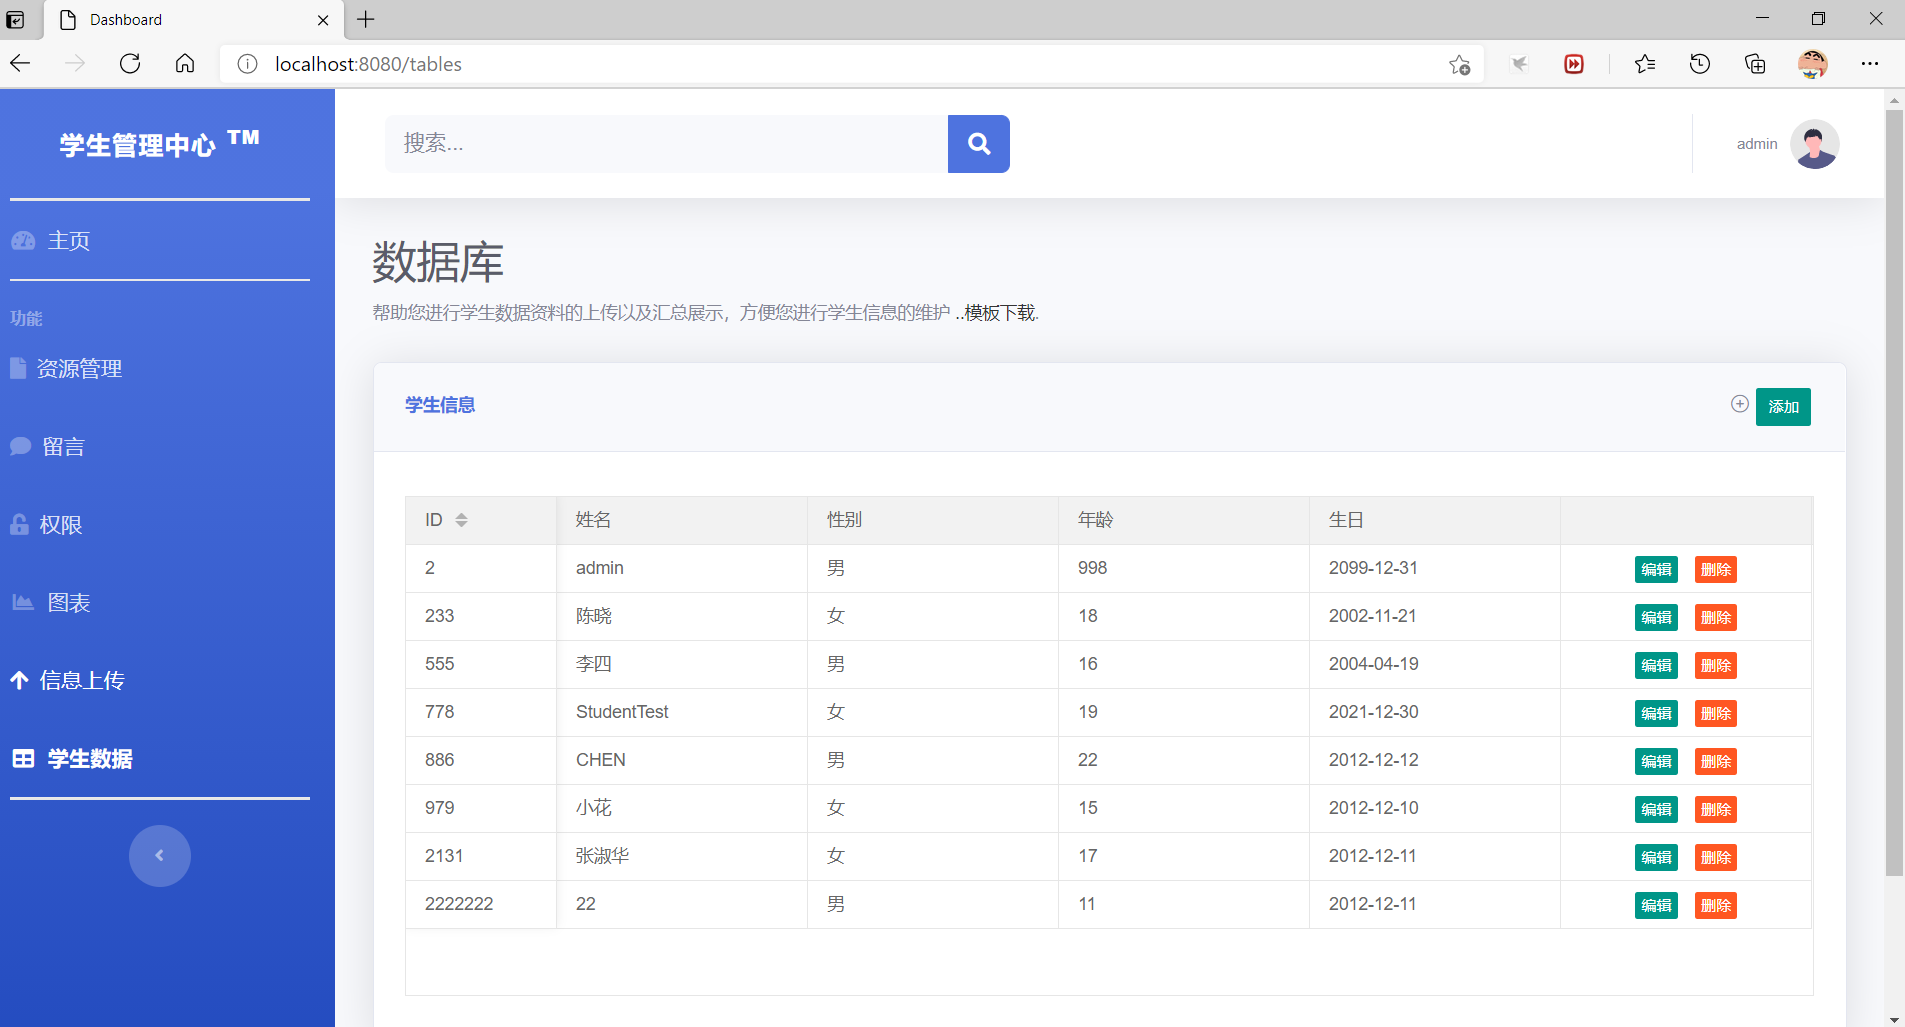 Dashboard
localhost:8080/tables
学生管理中心 TM
搜索...
admin
主页
功能
资源管理
留言
权限
图表
信息上传
学生数据
数据库
帮助您进行学生数据资料的上传以及汇总展示，方便您进行学生信息的维护 ..模板下载.
学生信息
添加
ID 姓名 性别 年龄 生日
2 admin 男 998 2099-12-31 编辑 删除
233 陈晓 女 18 2002-11-21 编辑 删除
555 李四 男 16 2004-04-19 编辑 删除
778 StudentTest 女 19 2021-12-30 编辑 删除
886 CHEN 男 22 2012-12-12 编辑 删除
979 小花 女 15 2012-12-10 编辑 删除
2131 张淑华 女 17 2012-12-11 编辑 删除
2222222 22 男 11 2012-12-11 编辑 删除